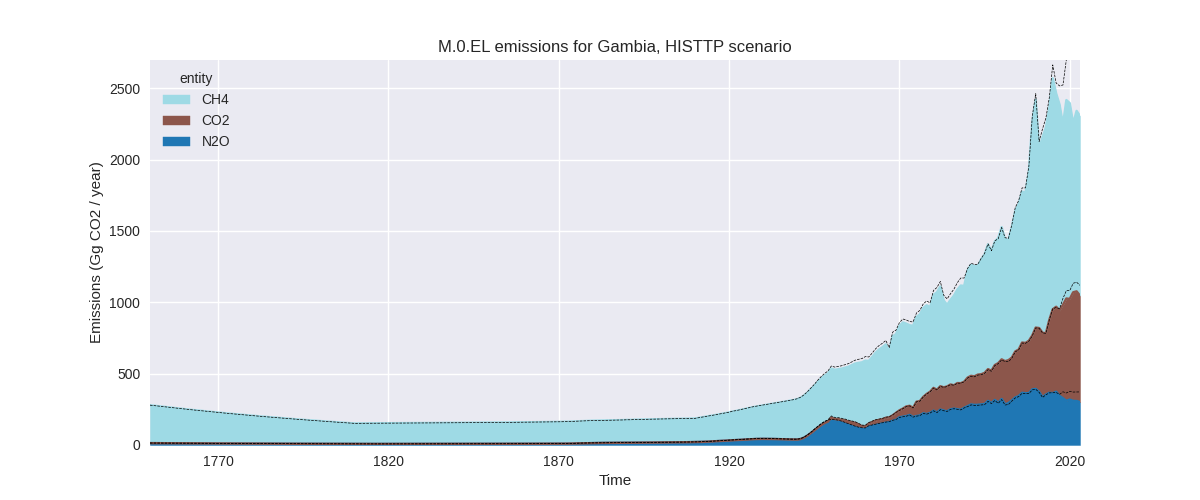 M.0.EL emissions for Gambia, HISTTP scenario
entity
CH4
CO2
N2O
Emissions (Gg CO2 / year)
2500
2000
1500
1000
500
0
1770
1820
1870
1920
1970
2020
Time